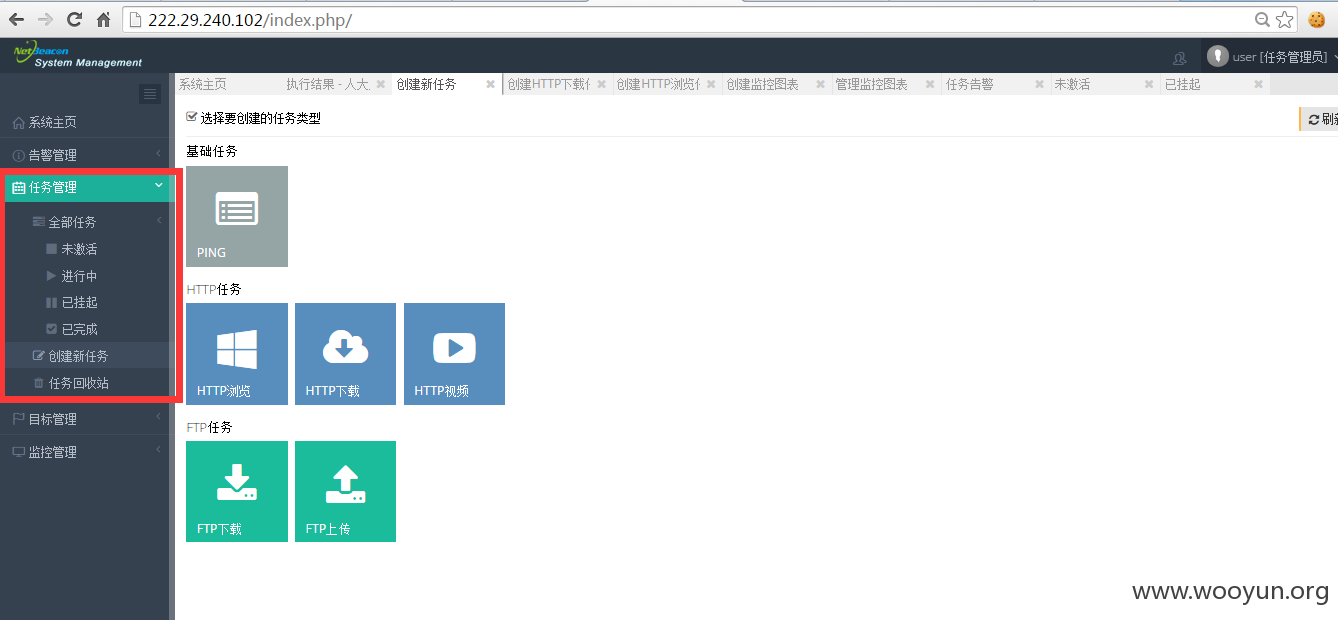 222.29.240.102/index.php/
NetBeacon
System Management
user [任务管理员]
系统主页 执行结果 - 人大 创建新任务 创建HTTP下载 创建HTTP浏览 创建监控图表 管理监控图表 任务告警 未激活 已挂起
系统主页
告警管理
任务管理
全部任务
未激活
进行中
已挂起
已完成
创建新任务
任务回收站
目标管理
监控管理
选择要创建的任务类型
刷新
基础任务
PING
HTTP任务
HTTP浏览 HTTP下载 HTTP视频
FTP任务
FTP下载 FTP上传
www.wooyun.org